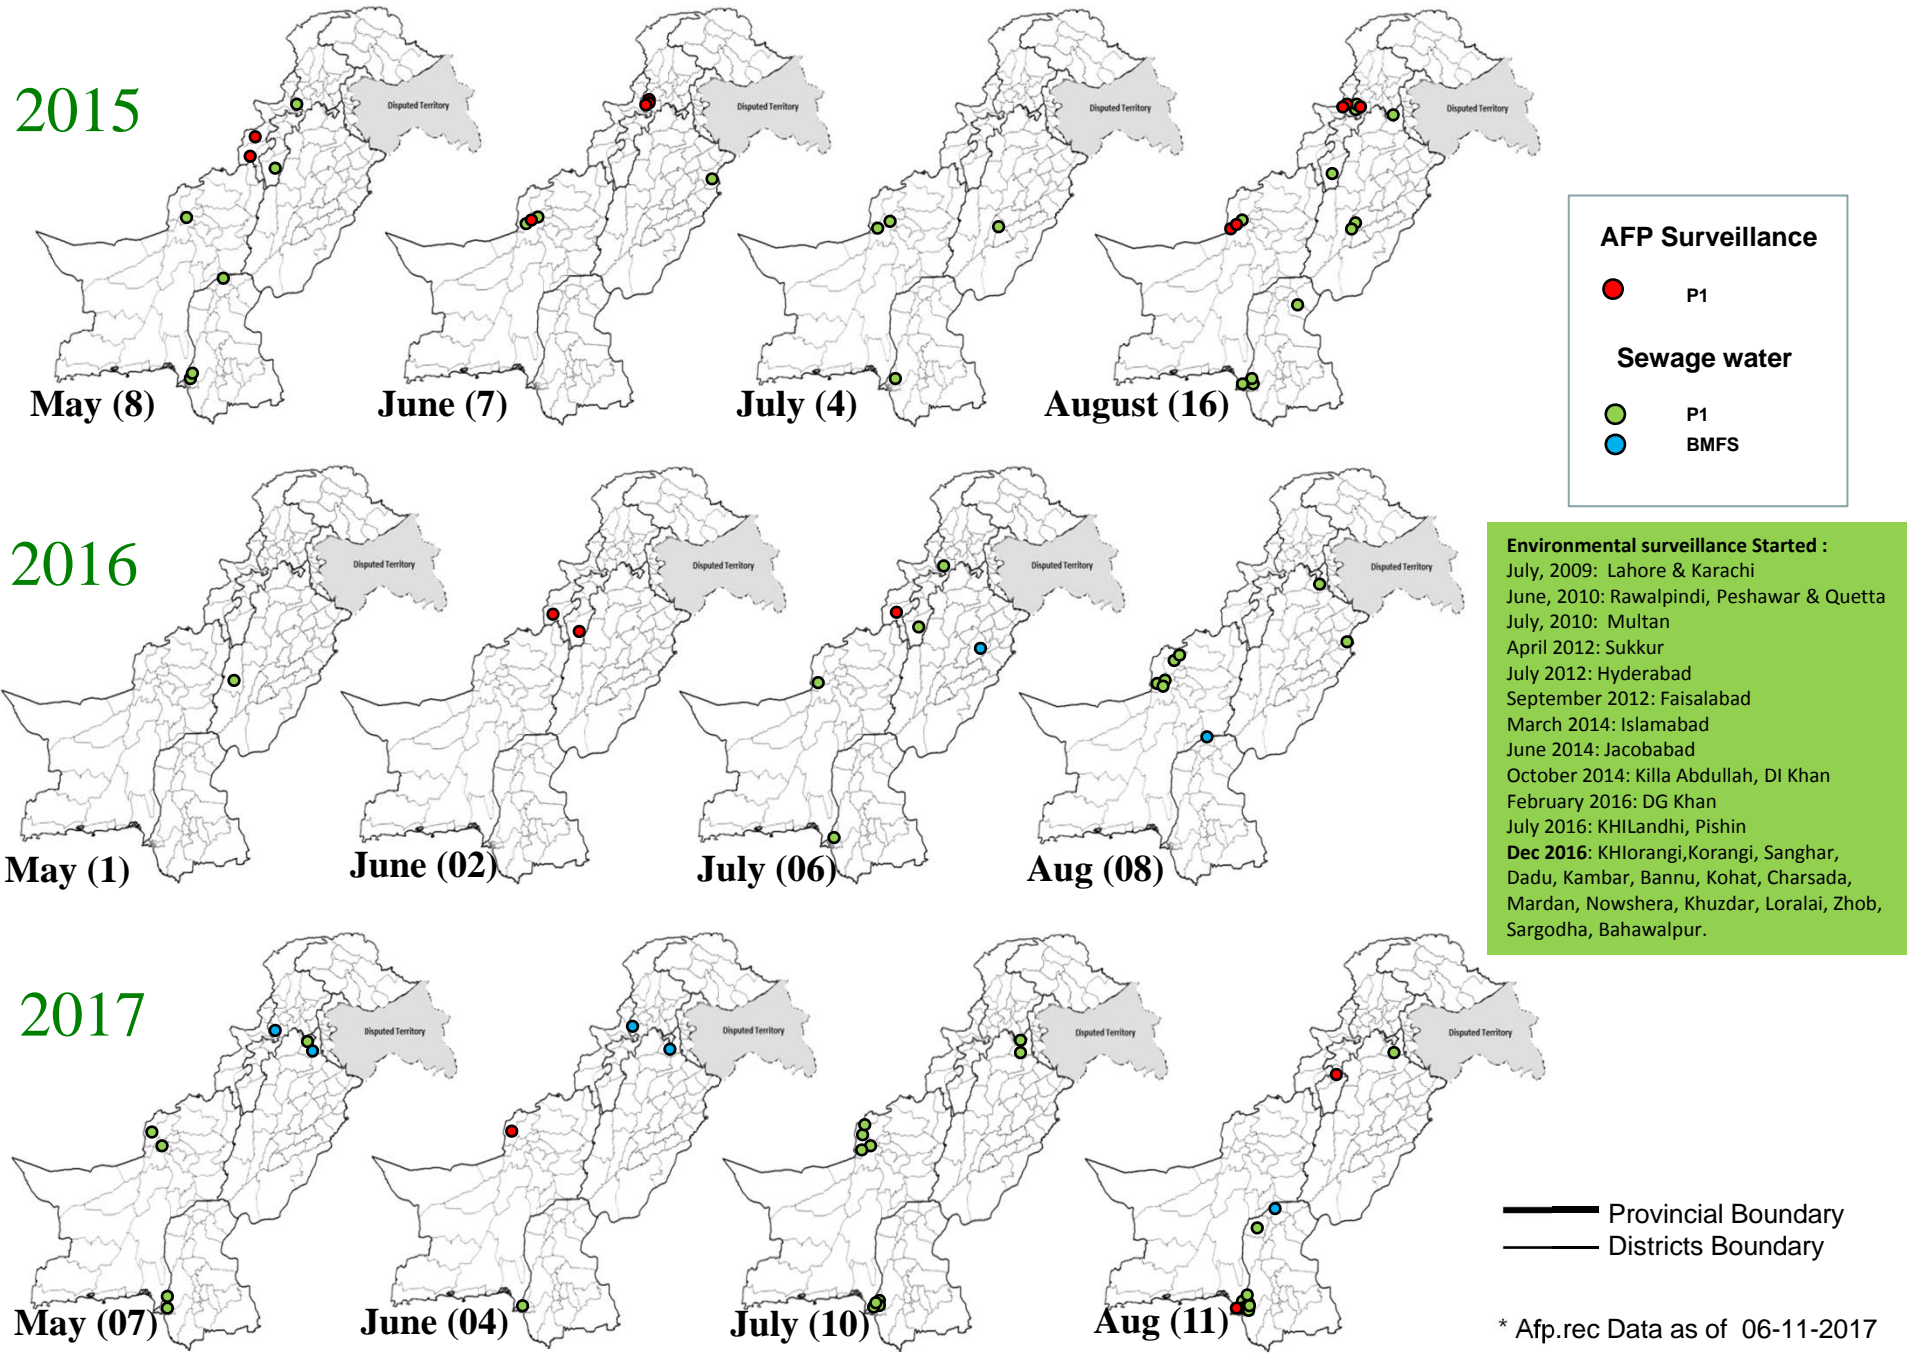 2015
Disputed Territory
Disputed Territory
Disputed Territory
Disputed Territory
May (8)
June (7)
July (4)
August (16)
AFP Surveillance
P1
Sewage water
P1
BMFS
2016
Disputed Territory
Disputed Territory
Disputed Territory
Disputed Territory
May (1)
June (02)
July (06)
Aug (08)
Environmental surveillance Started :
July, 2009: Lahore & Karachi
June, 2010: Rawalpindi, Peshawar & Quetta
July, 2010: Multan
April 2012: Sukkur
July 2012: Hyderabad
September 2012: Faisalabad
March 2014: Islamabad
June 2014: Jacobabad
October 2014: Killa Abdullah, DI Khan
February 2016: DG Khan
July 2016: KHILandhi, Pishin
Dec 2016: KHIorangi,Korangi, Sanghar,
Dadu, Kambar, Bannu, Kohat, Charsada,
Mardan, Nowshera, Khuzdar, Loralai, Zhob,
Sargodha, Bahawalpur.
2017
Disputed Territory
Disputed Territory
Disputed Territory
Disputed Territory
May (07)
June (04)
July (10)
Aug (11)
Provincial Boundary
Districts Boundary
* Afp.rec Data as of 06-11-2017